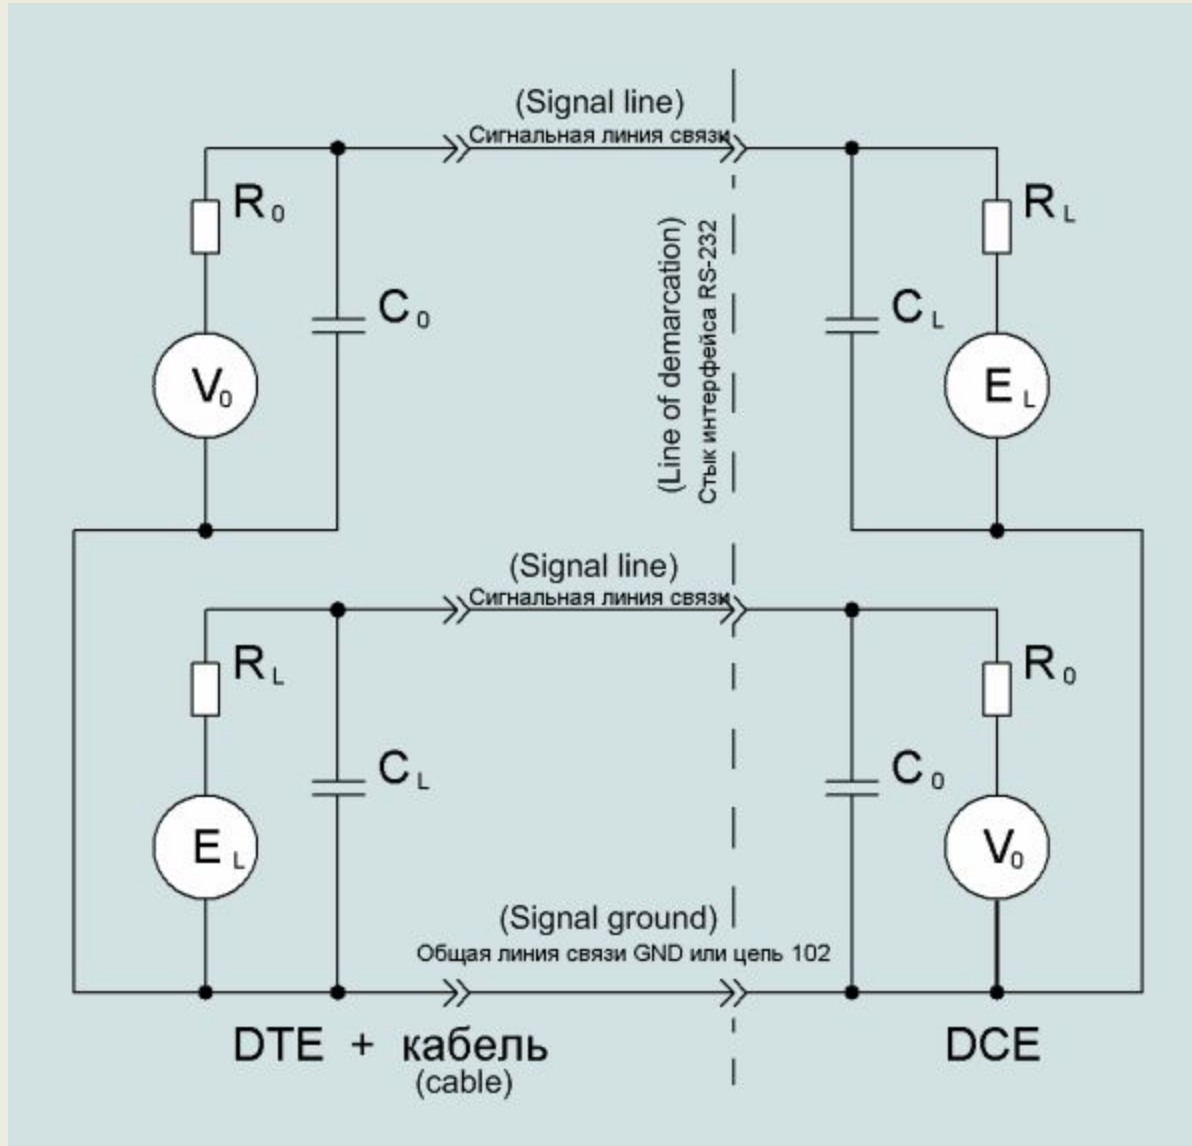 (Signal line)
Сигнальная линия связи
R0
RL
C0
CL
V0
EL
(Line of demarcation)
Стык интерфейса RS-232
(Signal line)
Сигнальная линия связи
RL
R0
CL
C0
EL
V0
(Signal ground)
Общая линия связи GND или цепь 102
DTE + кабель
(cable)
DCE